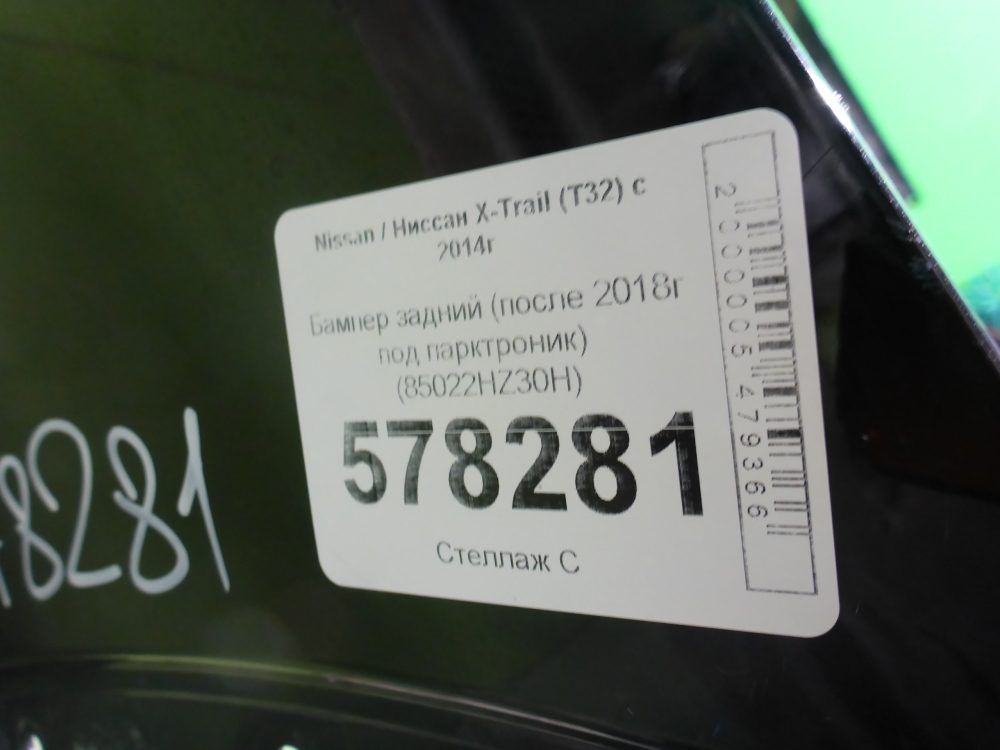 Nissan / Ниссан X-Trail (T32) с
2014г
Бампер задний (после 2018г
под парктроник)
(85022HZ30H)
578281
Стеллаж С
2000005479366
78281